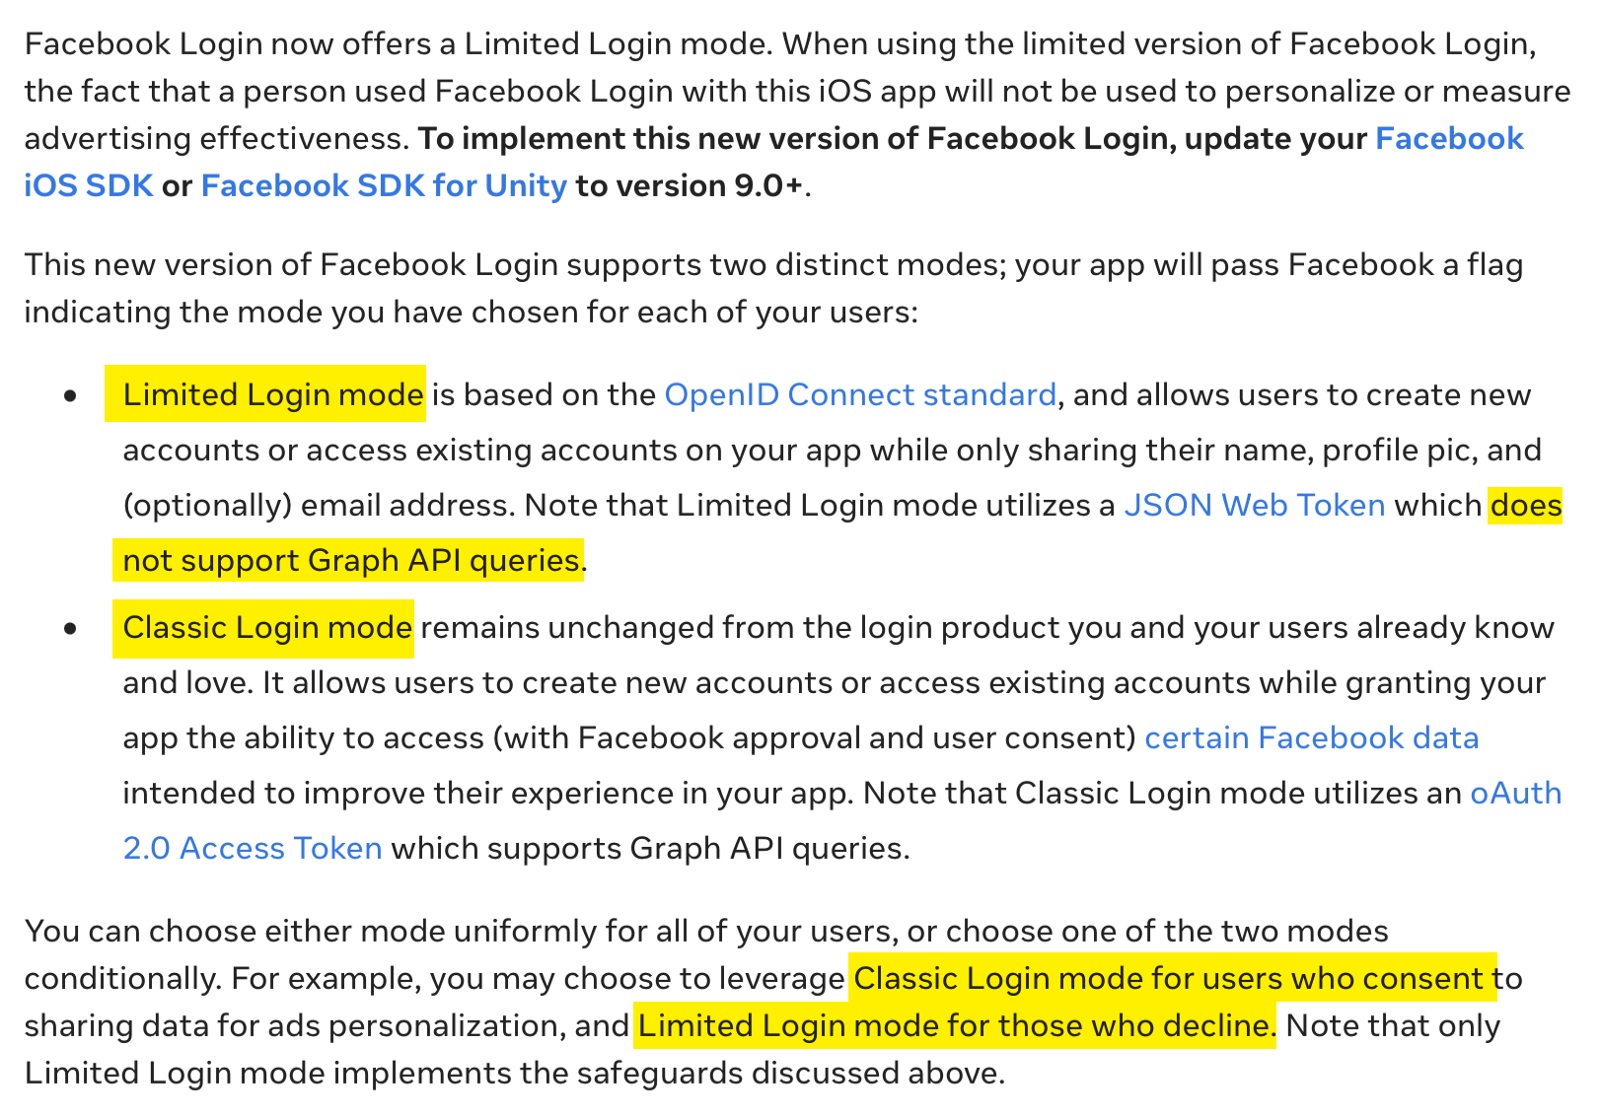 Facebook Login now offers a Limited Login mode. When using the limited version of Facebook Login,
the fact that a person used Facebook Login with this iOS app will not be used to personalize or measure
advertising effectiveness. To implement this new version of Facebook Login, update your Facebook
iOS SDK or Facebook SDK for Unity to version 9.0+.
This new version of Facebook Login supports two distinct modes; your app will pass Facebook a flag
indicating the mode you have chosen for each of your users:
• Limited Login mode is based on the OpenID Connect standard, and allows users to create new
accounts or access existing accounts on your app while only sharing their name, profile pic, and
(optionally) email address. Note that Limited Login mode utilizes a JSON Web Token which does
not support Graph API queries.
• Classic Login mode remains unchanged from the login product you and your users already know
and love. It allows users to create new accounts or access existing accounts while granting your
app the ability to access (with Facebook approval and user consent) certain Facebook data
intended to improve their experience in your app. Note that Classic Login mode utilizes an oAuth
2.0 Access Token which supports Graph API queries.
You can choose either mode uniformly for all of your users, or choose one of the two modes
conditionally. For example, you may choose to leverage Classic Login mode for users who consent to
sharing data for ads personalization, and Limited Login mode for those who decline. Note that only
Limited Login mode implements the safeguards discussed above.